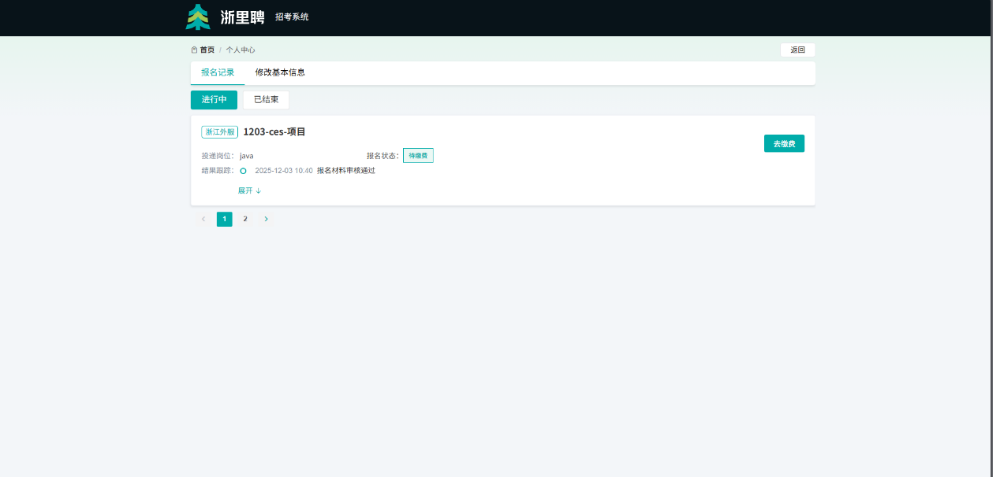 浙里聘 招考系统
首页 / 个人中心 返回
报名记录 修改基本信息
进行中 已结束
浙江外服 1203-ces-项目
去缴费
投递岗位: java 报名状态: 待缴费
结果跟踪: 2025-12-03 10:40 报名材料审核通过
展开 ↓
< 1 2 >